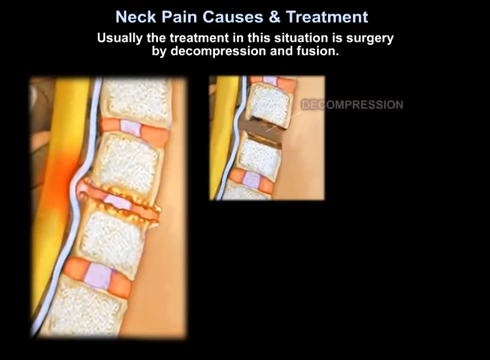 Neck Pain Causes & Treatment
Usually the treatment in this situation is surgery
by decompression and fusion.
DECOMPRESSION